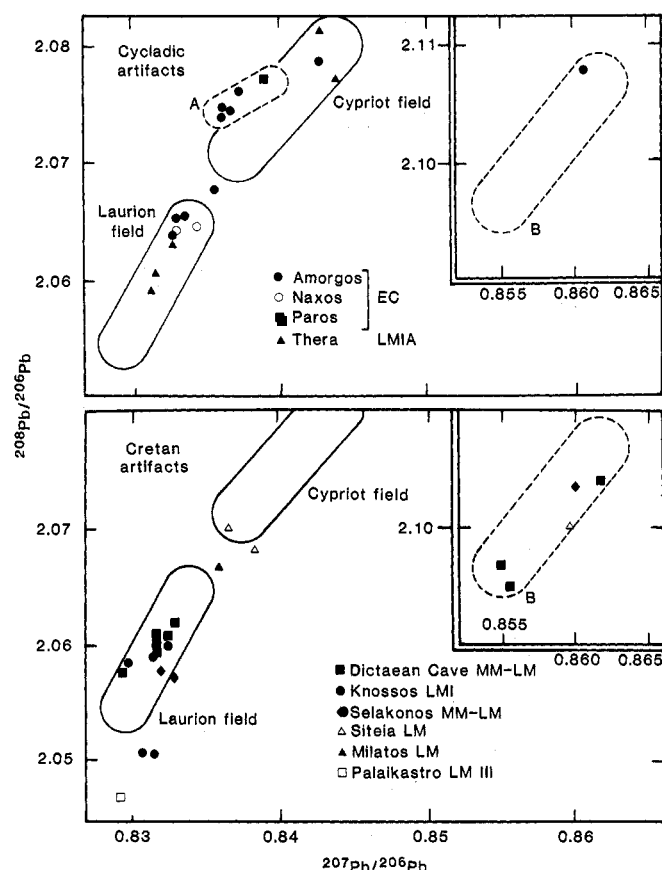 2.08
Cycladic
artifacts
A
Cypriot field
2.07
Laurion
field
2.06
Amorgos
Naxos
Paros
EC
Thera LMIA
2.11
2.10
B
0.855 0.860 0.865
208Pb/206Pb
Cretan
artifacts
Cypriot field
2.07
2.06
Laurion field
2.05
2.10
B
0.855
0.860 0.865
Dictaean Cave MM-LM
Knossos LMI
Selakonos MM-LM
Siteia LM
Milatos LM
Palaikastro LM III
0.83 0.84 0.85 0.86
207Pb/206Pb